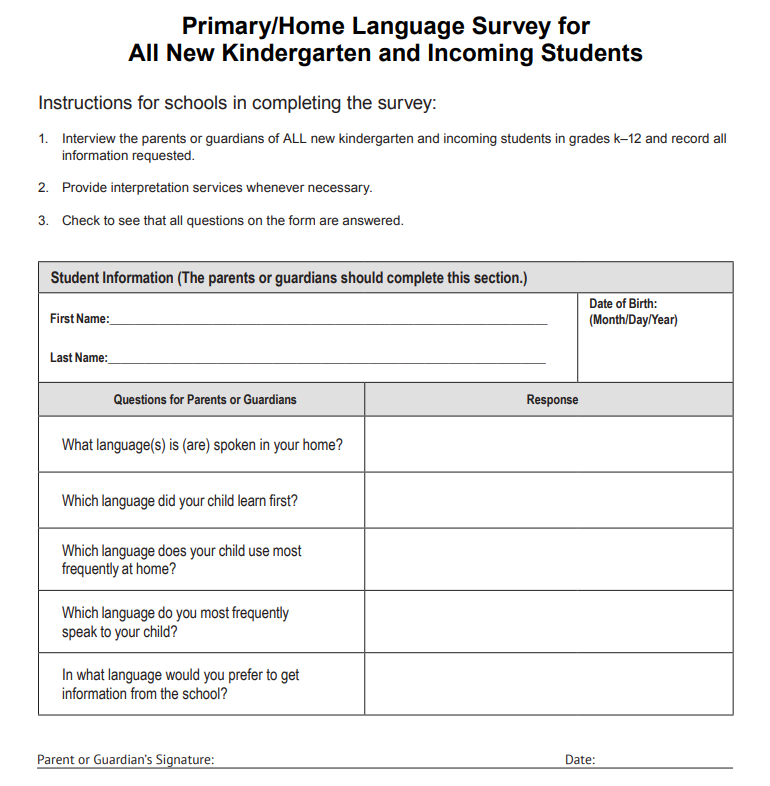 Primary/Home Language Survey for
All New Kindergarten and Incoming Students
Instructions for schools in completing the survey:
1. Interview the parents or guardians of ALL new kindergarten and incoming students in grades k–12 and record all
information requested.
2. Provide interpretation services whenever necessary.
3. Check to see that all questions on the form are answered.
Student Information (The parents or guardians should complete this section.)
First Name:
Last Name:
Date of Birth:
(Month/Day/Year)
Questions for Parents or Guardians
Response
What language(s) is (are) spoken in your home?
Which language did your child learn first?
Which language does your child use most
frequently at home?
Which language do you most frequently
speak to your child?
In what language would you prefer to get
information from the school?
Parent or Guardian's Signature:
Date: